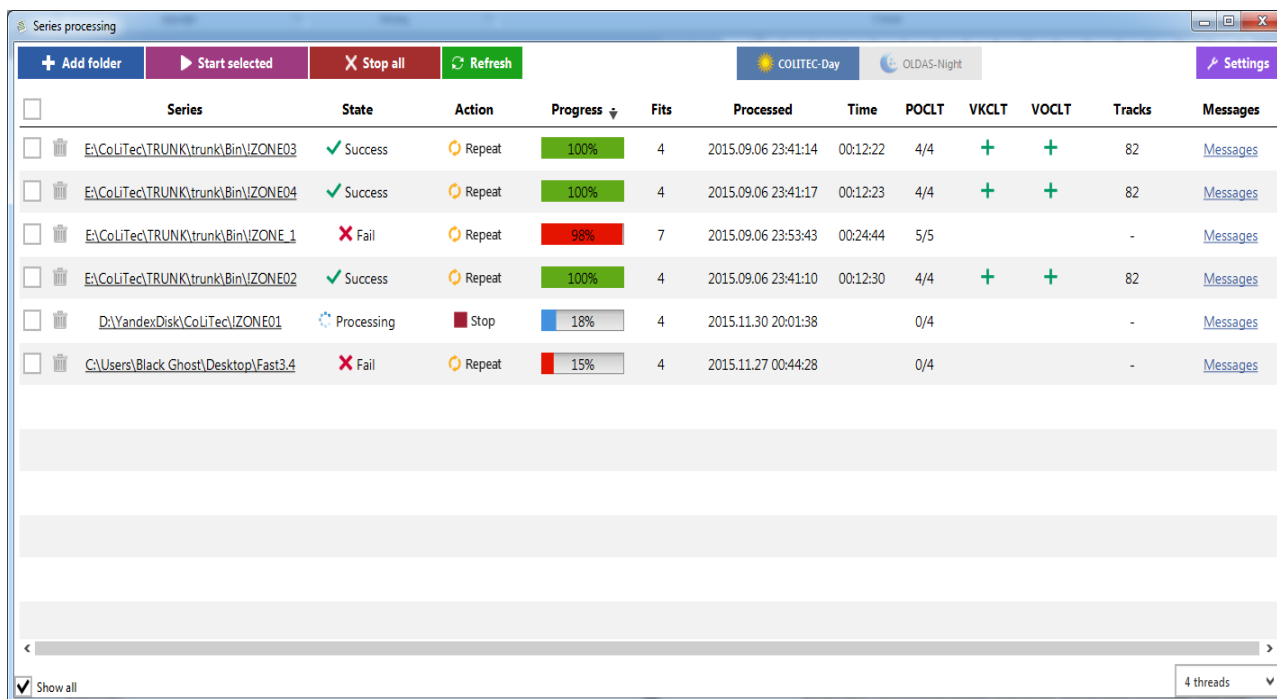 Series processing
X
Add folder Start selected Stop all Refresh COLITEC-Day OLDAS-Night Settings
Series State Action Progress Fits Processed Time POCLT VKCLT VOCLT Tracks Messages
E:\CoLiTec\TRUNK\trunk\Bin\!ZONE03 Success Repeat 100% 4 2015.09.06 23:41:14 00:12:22 4/4 + + 82 Messages
E:\CoLiTec\TRUNK\trunk\Bin\!ZONE04 Success Repeat 100% 4 2015.09.06 23:41:17 00:12:23 4/4 + + 82 Messages
E:\CoLiTec\TRUNK\trunk\Bin\!ZONE_1 Fail Repeat 98% 7 2015.09.06 23:53:43 00:24:44 5/5 - Messages
E:\CoLiTec\TRUNK\trunk\Bin\!ZONE02 Success Repeat 100% 4 2015.09.06 23:41:10 00:12:30 4/4 + + 82 Messages
D:\YandexDisk\CoLiTec\!ZONE01 Processing Stop 18% 4 2015.11.30 20:01:38 0/4 - Messages
C:\Users\Black Ghost\Desktop\Fast3.4 Fail Repeat 15% 4 2015.11.27 00:44:28 0/4 - Messages
Show all 4 threads